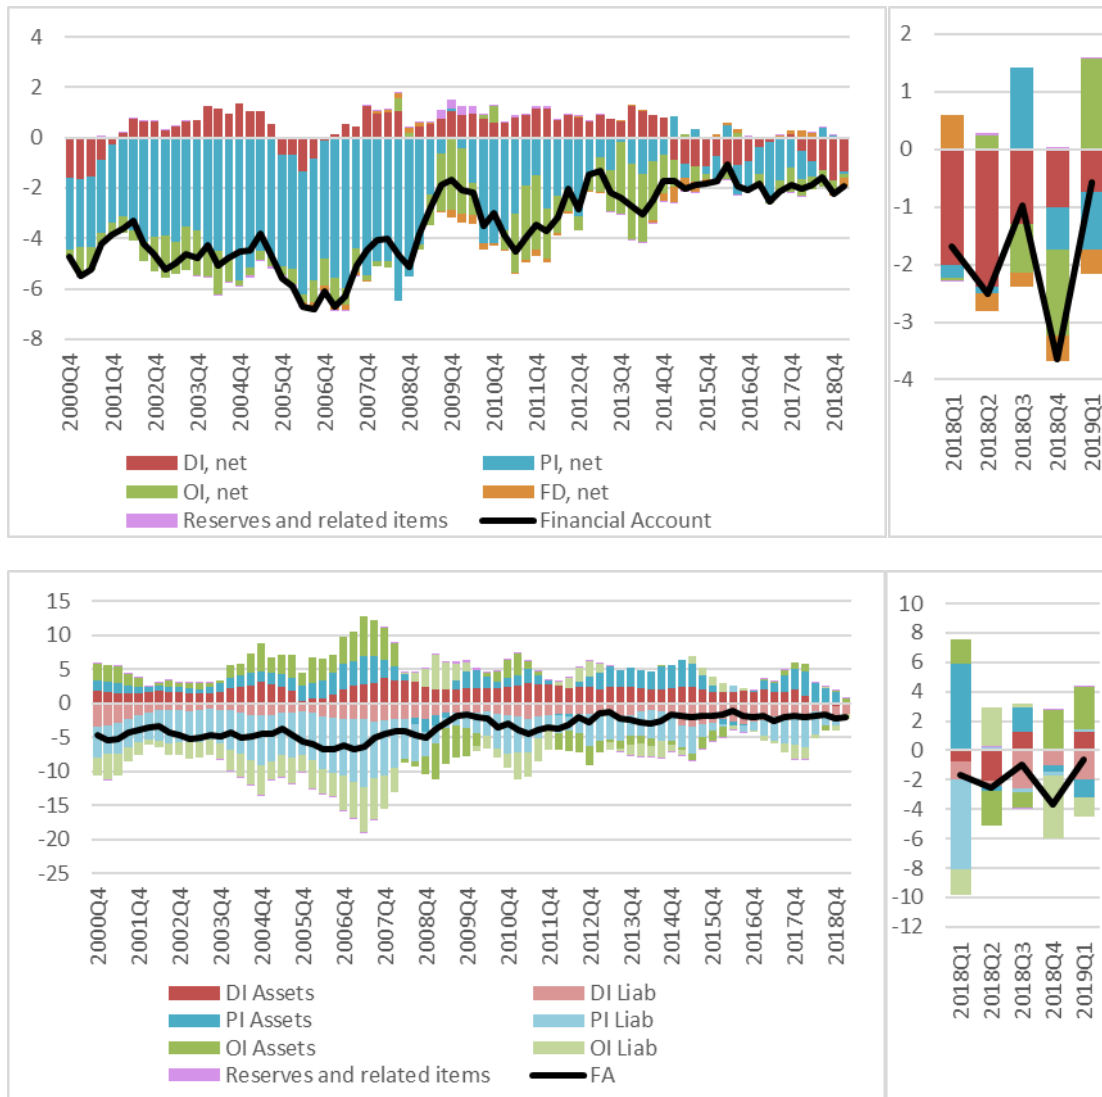 4
2
0
-2
-4
-6
-8
2000Q4
2001Q4
2002Q4
2003Q4
2004Q4
2005Q4
2006Q4
2007Q4
2008Q4
2009Q4
2010Q4
2011Q4
2012Q4
2013Q4
2014Q4
2015Q4
2016Q4
2017Q4
2018Q4
DI, net
PI, net
OI, net
FD, net
Reserves and related items
Financial Account
2
1
0
-1
-2
-3
-4
2018Q1
2018Q2
2018Q3
2018Q4
2019Q1
15
10
5
0
-5
-10
-15
-20
-25
2000Q4
2001Q4
2002Q4
2003Q4
2004Q4
2005Q4
2006Q4
2007Q4
2008Q4
2009Q4
2010Q4
2011Q4
2012Q4
2013Q4
2014Q4
2015Q4
2016Q4
2017Q4
2018Q4
DI Assets
DI Liab
PI Assets
PI Liab
OI Assets
OI Liab
Reserves and related items
FA
10
8
6
4
2
0
-2
-4
-6
-8
-10
-12
2018Q1
2018Q2
2018Q3
2018Q4
2019Q1